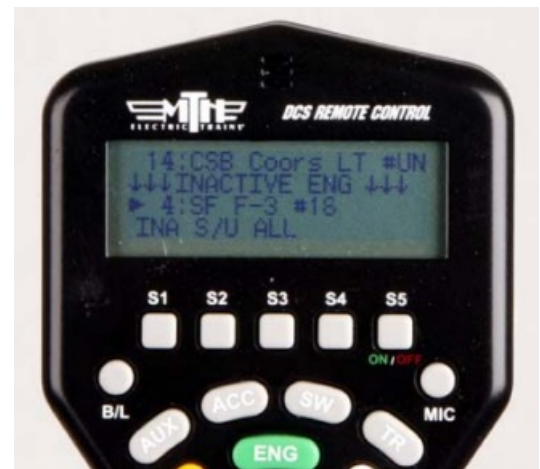 MTH
ELECTRIC TRAINS
DCS REMOTE CONTROL
14:CSB Coors LT #UN
↓↓↓INACTIVE ENG ↓↓↓
► 4:SF F-3 #18
INA S/U ALL
S1 S2 S3 S4 S5
ON/OFF
B/L MIC
AUX ACC SW TR
ENG